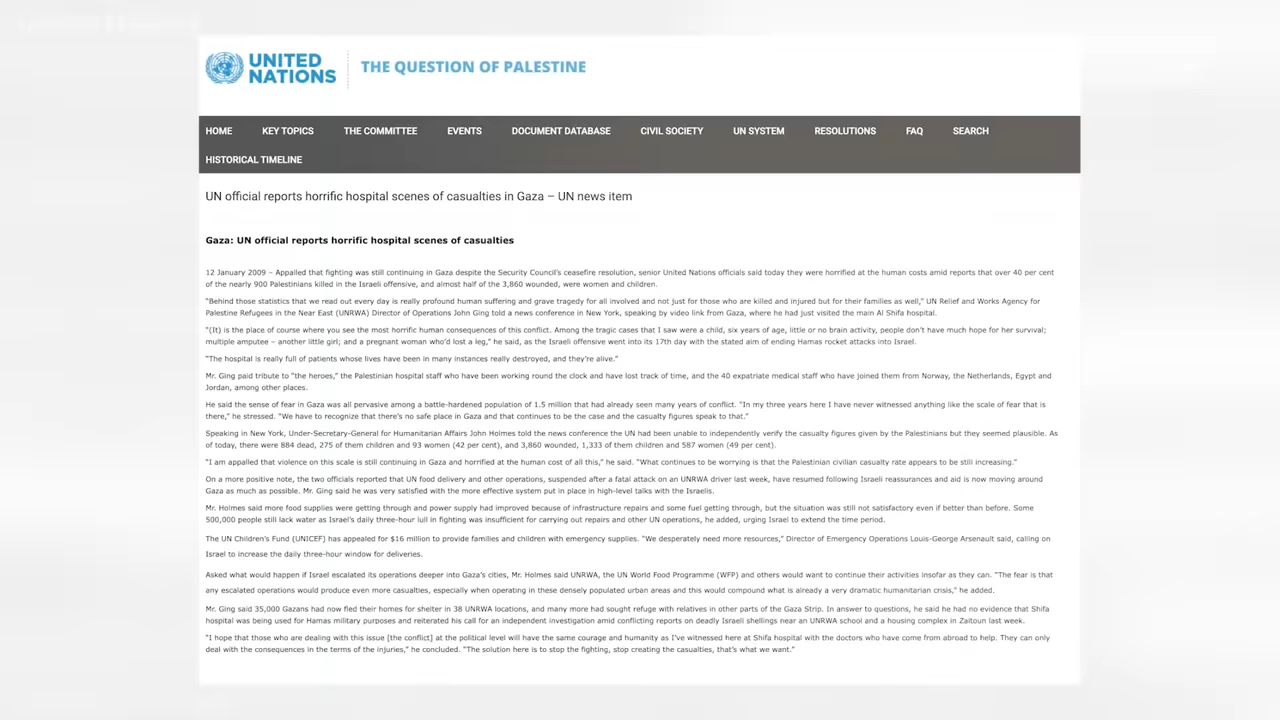 UNITED
NATIONS
THE QUESTION OF PALESTINE
HOME KEY TOPICS THE COMMITTEE EVENTS DOCUMENT DATABASE CIVIL SOCIETY UN SYSTEM RESOLUTIONS FAQ SEARCH
HISTORICAL TIMELINE
UN official reports horrific hospital scenes of casualties in Gaza – UN news item
Gaza: UN official reports horrific hospital scenes of casualties
12 January 2009 – Appalled that fighting was still continuing in Gaza despite the Security Council’s ceasefire resolution, senior United Nations officials said today they were horrified at the human costs amid reports that over 40 per cent
of the nearly 900 Palestinians killed in the Israeli offensive, and almost half of the 3,860 wounded, were women and children.
“Behind those statistics that we read out every day is really profound human suffering and grave tragedy for all involved and not just for those who are killed and injured but for their families as well,” UN Relief and Works Agency for
Palestine Refugees in the Near East (UNRWA) Director of Operations John Ging told a news conference in New York, speaking by video link from Gaza, where he had just visited the main Al Shifa hospital.
“(It) is the place of course where you see the most horrific human consequences of this conflict. Among the tragic cases that I saw were a child, six years of age, little or no brain activity, people don’t have much hope for her survival;
multiple amputee – another little girl; and a pregnant woman who’d lost a leg,” he said, as the Israeli offensive went into its 17th day with the stated aim of ending Hamas rocket attacks into Israel.
“The hospital is really full of patients whose lives have been in many instances really destroyed, and they’re alive.”
Mr. Ging paid tribute to “the heroes,” the Palestinian hospital staff who have been working round the clock and have lost track of time, and the 40 expatriate medical staff who have joined them from Norway, the Netherlands, Egypt and
Jordan, among other places.
He said the sense of fear in Gaza was all pervasive among a battle-hardened population of 1.5 million that had already seen many years of conflict. “In my three years here I have never witnessed anything like the scale of fear that is
there,” he stressed. “We have to recognize that there’s no safe place in Gaza and that continues to be the case and the casualty figures speak to that.”
Speaking in New York, Under-Secretary-General for Humanitarian Affairs John Holmes told the news conference the UN had been unable to independently verify the casualty figures given by the Palestinians but they seemed plausible. As
of today, there were 884 dead, 275 of them children and 93 women (42 per cent), and 3,860 wounded, 1,333 of them children and 587 women (49 per cent).
“I am appalled that violence on this scale is still continuing in Gaza and horrified at the human cost of all this,” he said. “What continues to be worrying is that the Palestinian civilian casualty rate appears to be still increasing.”
On a more positive note, the two officials reported that UN food delivery and other operations, suspended after a fatal attack on an UNRWA driver last week, have resumed following Israeli reassurances and aid is now moving around
Gaza as much as possible. Mr. Ging said he was very satisfied with the more effective system put in place in high-level talks with the Israelis.
Mr. Holmes said more food supplies were getting through and power supply had improved because of infrastructure repairs and some fuel getting through, but the situation was still not satisfactory even if better than before. Some
500,000 people still lack water as Israel’s daily three-hour lull in fighting was insufficient for carrying out repairs and other UN operations, he added, urging Israel to extend the time period.
The UN Children’s Fund (UNICEF) has appealed for $16 million to provide families and children with emergency supplies. “We desperately need more resources,” Director of Emergency Operations Louis-George Arsenault said, calling on
Israel to increase the daily three-hour window for deliveries.
Asked what would happen if Israel escalated its operations deeper into Gaza’s cities, Mr. Holmes said UNRWA, the UN World Food Programme (WFP) and others would want to continue their activities insofar as they can. “The fear is that
any escalated operations would produce even more casualties, especially when operating in these densely populated urban areas and this would compound what is already a very dramatic humanitarian crisis,” he added.
Mr. Ging said 35,000 Gazans had now fled their homes for shelter in 38 UNRWA locations, and many more had sought refuge with relatives in other parts of the Gaza Strip. In answer to questions, he said he had no evidence that Shifa
hospital was being used for Hamas military purposes and reiterated his call for an independent investigation amid conflicting reports on deadly Israeli shellings near an UNRWA school and a housing complex in Zaitoun last week.
“I hope that those who are dealing with this issue [the conflict] at the political level will have the same courage and humanity as I’ve witnessed here at Shifa hospital with the doctors who have come from abroad to help. They can only
deal with the consequences in the terms of the injuries,” he concluded. “The solution here is to stop the fighting, stop creating the casualties, that’s what we want.”